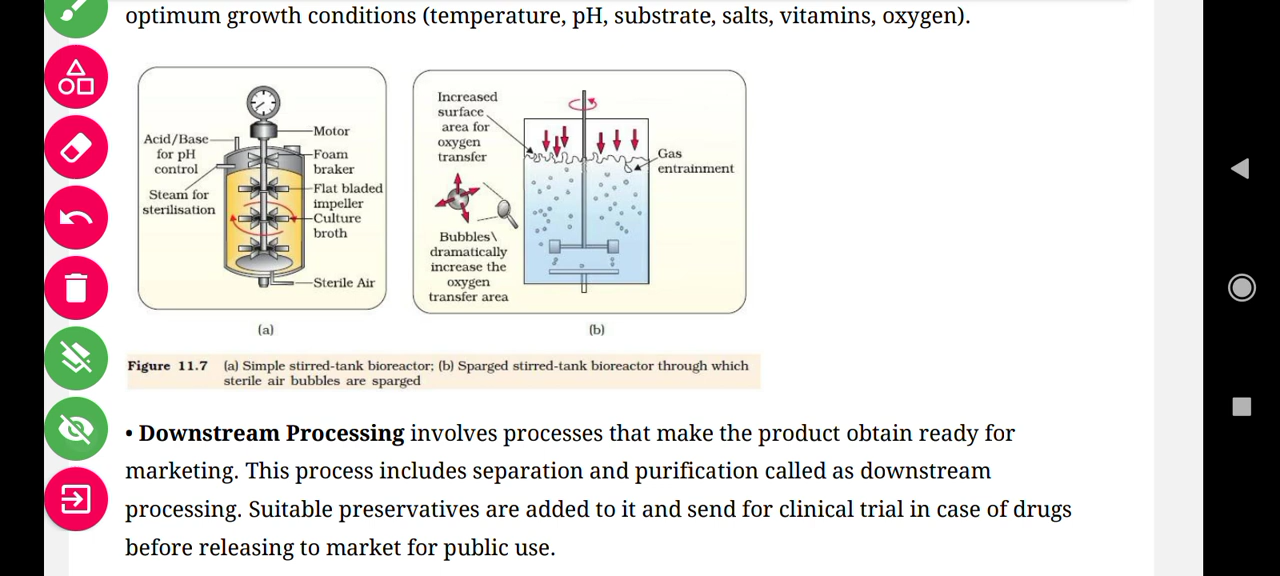 optimum growth conditions (temperature, pH, substrate, salts, vitamins, oxygen).
Acid/Base
for pH
control
Steam for
sterilisation
Motor
Foam
braker
Flat bladed
impeller
Culture
broth
Sterile Air
(a)
Increased
surface
area for
oxygen
transfer
Bubbles\
dramatically
increase the
oxygen
transfer area
Gas
entrainment
(b)
Figure 11.7 (a) Simple stirred-tank bioreactor; (b) Sparged stirred-tank bioreactor through which
sterile air bubbles are sparged
• Downstream Processing involves processes that make the product obtain ready for
marketing. This process includes separation and purification called as downstream
processing. Suitable preservatives are added to it and send for clinical trial in case of drugs
before releasing to market for public use.